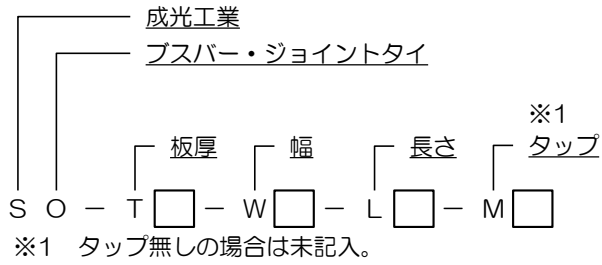 成光工業
ブスバー・ジョイントタイ
※1
板厚 幅 長さ タップ
S O － T□－ W□－ L□－ M□
※1 タップ無しの場合は未記入。